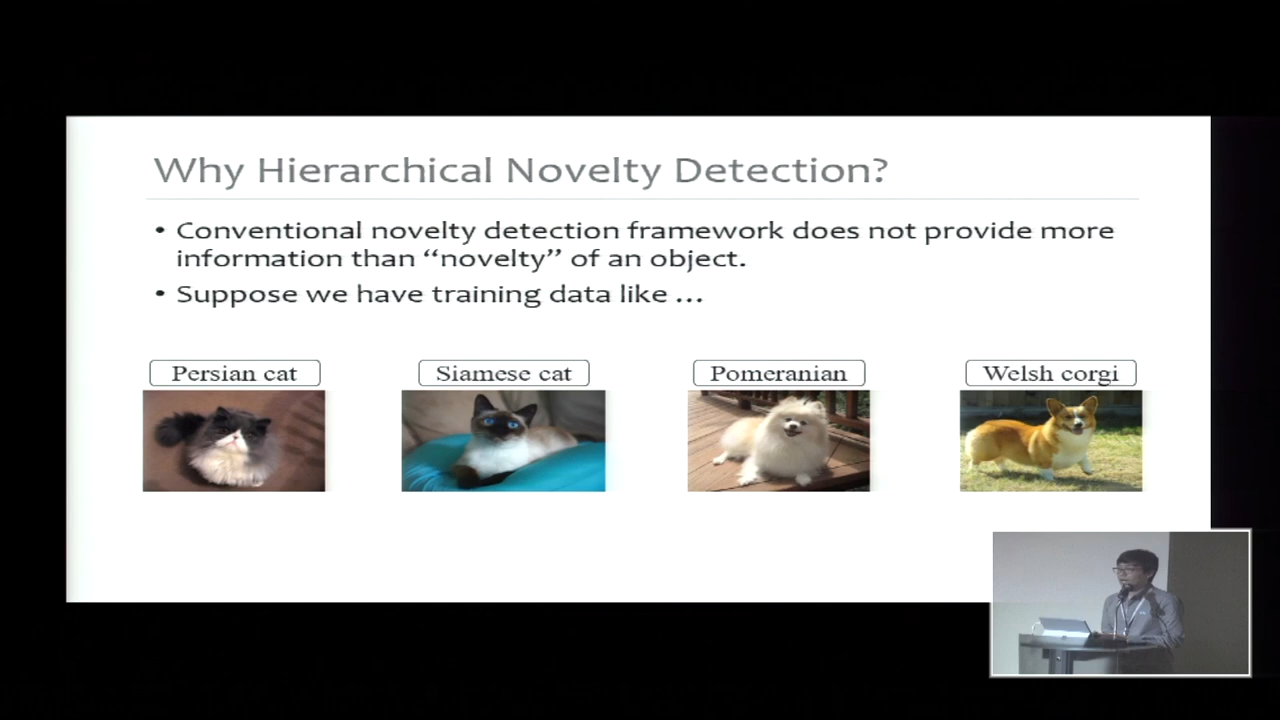 Why Hierarchical Novelty Detection?
• Conventional novelty detection framework does not provide more
information than “novelty” of an object.
• Suppose we have training data like …
Persian cat
Siamese cat
Pomeranian
Welsh corgi